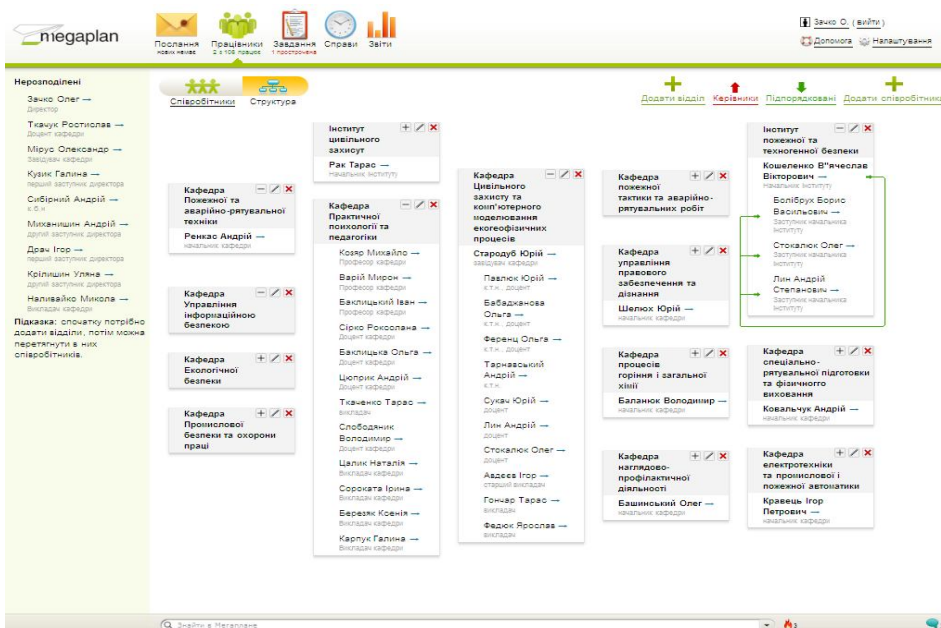 megaplan
Послання
нових немає
Працівники
2 з 106 працює
Завдання
1 прострочене
Справи
Звіти
Зачко О. ( вийти )
Допомога
Налаштування
Співробітники
Структура
Додати відділ
Керівники
Підпорядковані
Додати співробітника
Нерозподілені
Зачко Олег →
Директор
Ткачук Ростислав →
Доцент кафедри
Мірус Олександр →
Завідувач кафедри
Кузик Галина →
перший заступник директора
Сибірний Андрій →
к.б.н
Миханишин Андрій →
другий заступник директора
Драч Ігор →
перший заступник директора
Крілишин Уляна →
другий заступник директора
Наливайко Микола →
Викладач кафедри
Підказка: спочатку потрібно
додати відділи, потім можна
перетягнути в них
співробітників.
Кафедра
Пожежної та
аварійно-рятувальної
техніки
Ренкас Андрій →
начальник кафедри
Кафедра
Управління
інформаційною
безпекою
Кафедра
Екологічної
безпеки
Кафедра
Промислової
безпеки та охорони
праці
Інститут
цивільного
захисут
Рак Тарас →
Начальник Інституту
Кафедра
Практичної
психології та
педагогіки
Козяр Михайло →
Професор кафедри
Варій Мирон →
Професор кафедри
Баклицький Іван →
Професор кафедри
Сірко Роксолана →
Доцент кафедри
Баклицька Ольга →
Доцент кафедри
Цюприк Андрій →
Доцент кафедри
Ткаченко Тарас →
викладач
Слободяник
Володимир →
Доцент кафедри
Цалик Наталія →
Викладач кафедри
Сороката Ірина →
Викладач кафедри
Березяк Ксенія →
Викладач кафедри
Карпук Галина →
Викладач кафедри
Кафедра
Цивільного
захисту та
комп'ютерного
моделювання
екогеофізичних
процесів
Стародуб Юрій →
завідувач кафедри
Павлюк Юрій →
к.т.н., доцент
Бабаджанова
Ольга →
к.т.н., доцент
Ференц Ольга →
к.т.н., доцент
Тарнавський
Андрій →
к.т.н.
Сукач Юрій →
доцент
Лин Андрій →
доцент
Стокалюк Олег →
доцент
Авдєєв Ігор →
старший викладач
Гончар Тарас →
викладач
Федюк Ярослав →
викладач
Кафедра
пожежної
тактики та аварійно-
рятувальних робіт
Кафедра
управління
правового
забезпечення та
дізнання
Шелюх Юрій →
начальник кафедри
Кафедра
процесів
горіння і загальної
хімії
Баланюк Володимир →
начальник кафедри
Кафедра
наглядово-
профілактичної
діяльності
Башинський Олег →
начальник кафедри
Інститут
пожежної та
техногенної безпеки
Кошеленко В"ячеслав
Вікторович →
Начальник Інституту
Болібрух Борис
Васильович →
Заступник начальника
Інституту
Стокалюк Олег →
Заступник начальника
Інституту
Лин Андрій
Степанович →
Заступник начальника
Інституту
Кафедра
спеціально-
рятувальної підготовки
та фізичногго
виховання
Ковальчук Андрій →
начальник кафедри
Кафедра
електротехніки
та промислової і
пожежної автоматики
Кравець Ігор
Петрович →
начальник кафедри
Знайти в Мегаплане
3